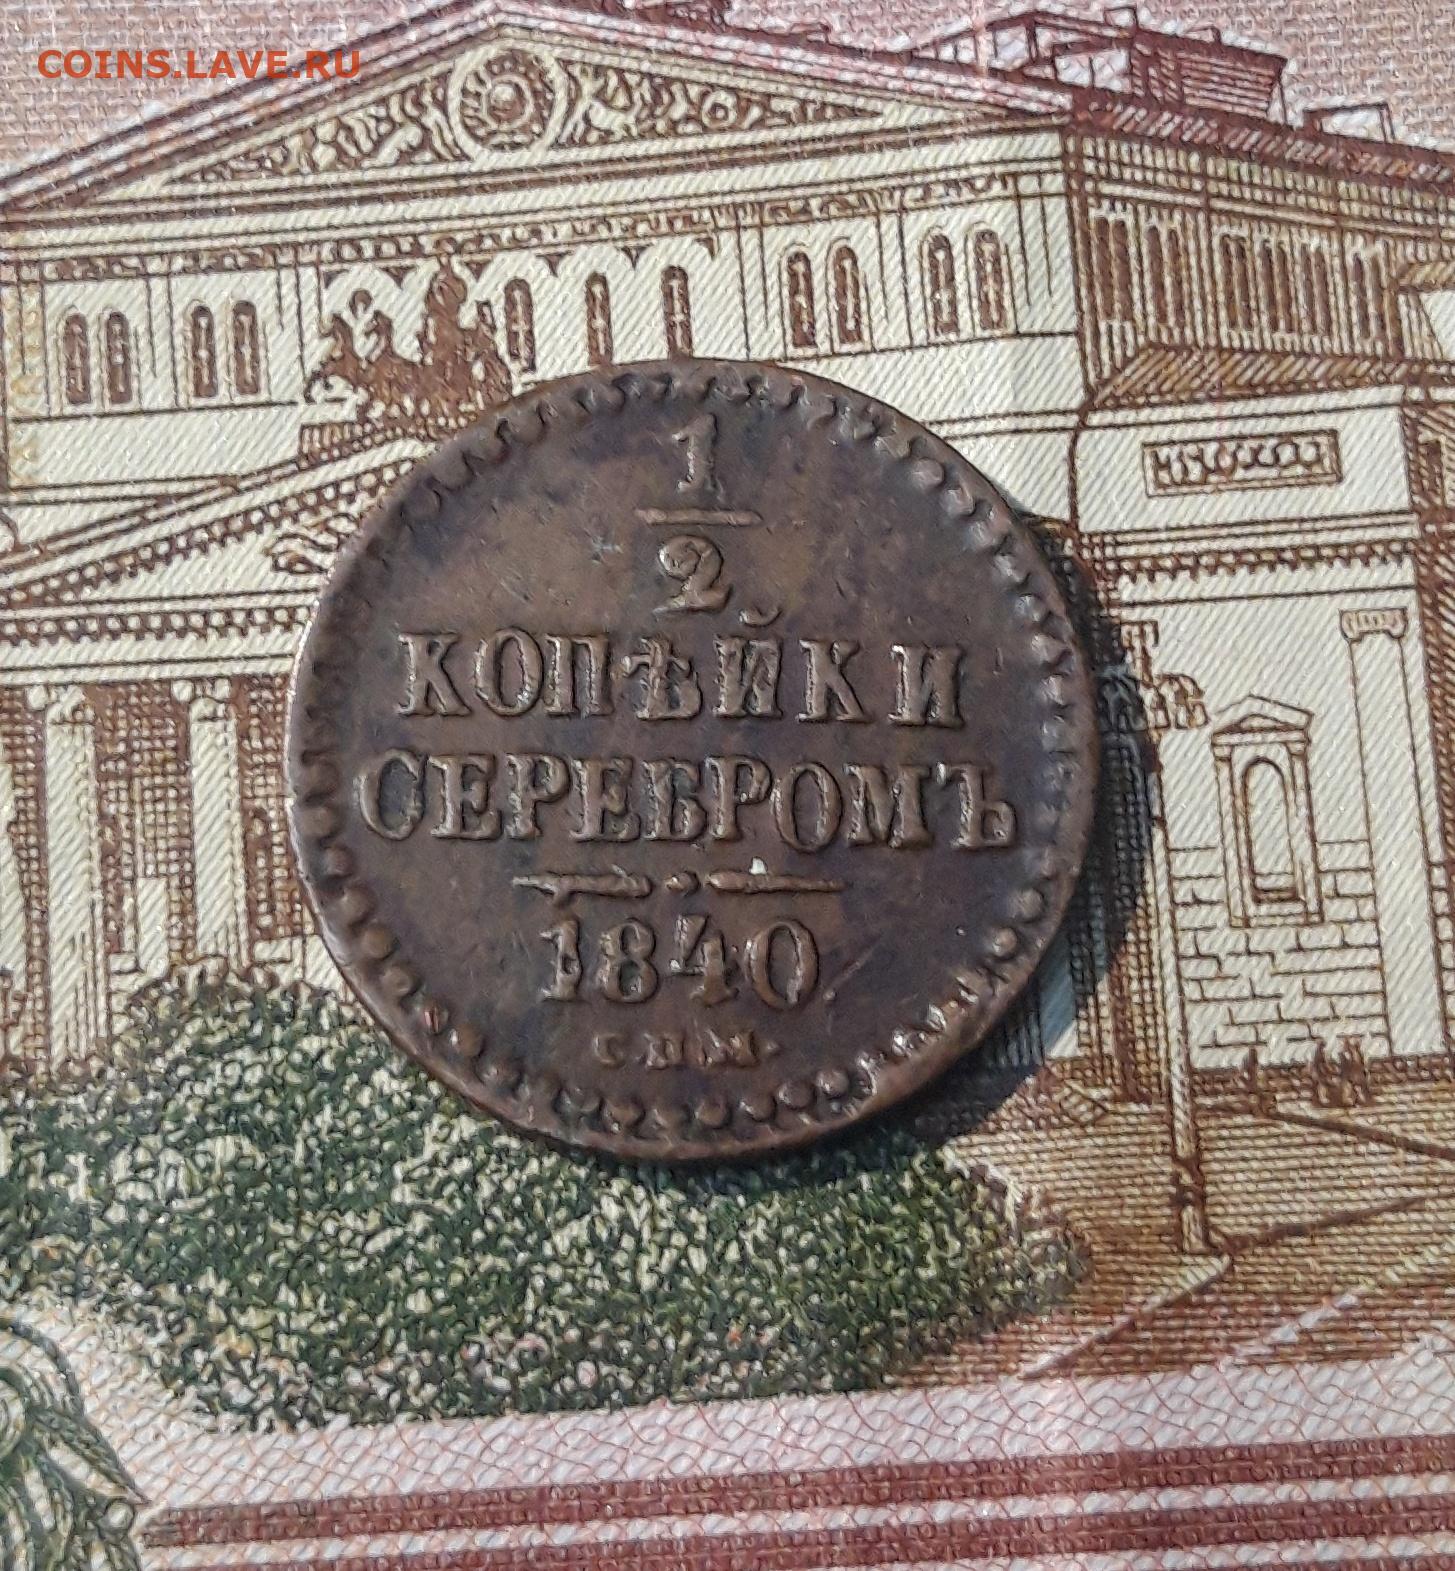 COINS.LAVE.RU
1
2
КОПѢЙКИ
СЕРЕБРОМЪ
1840
СПМ.